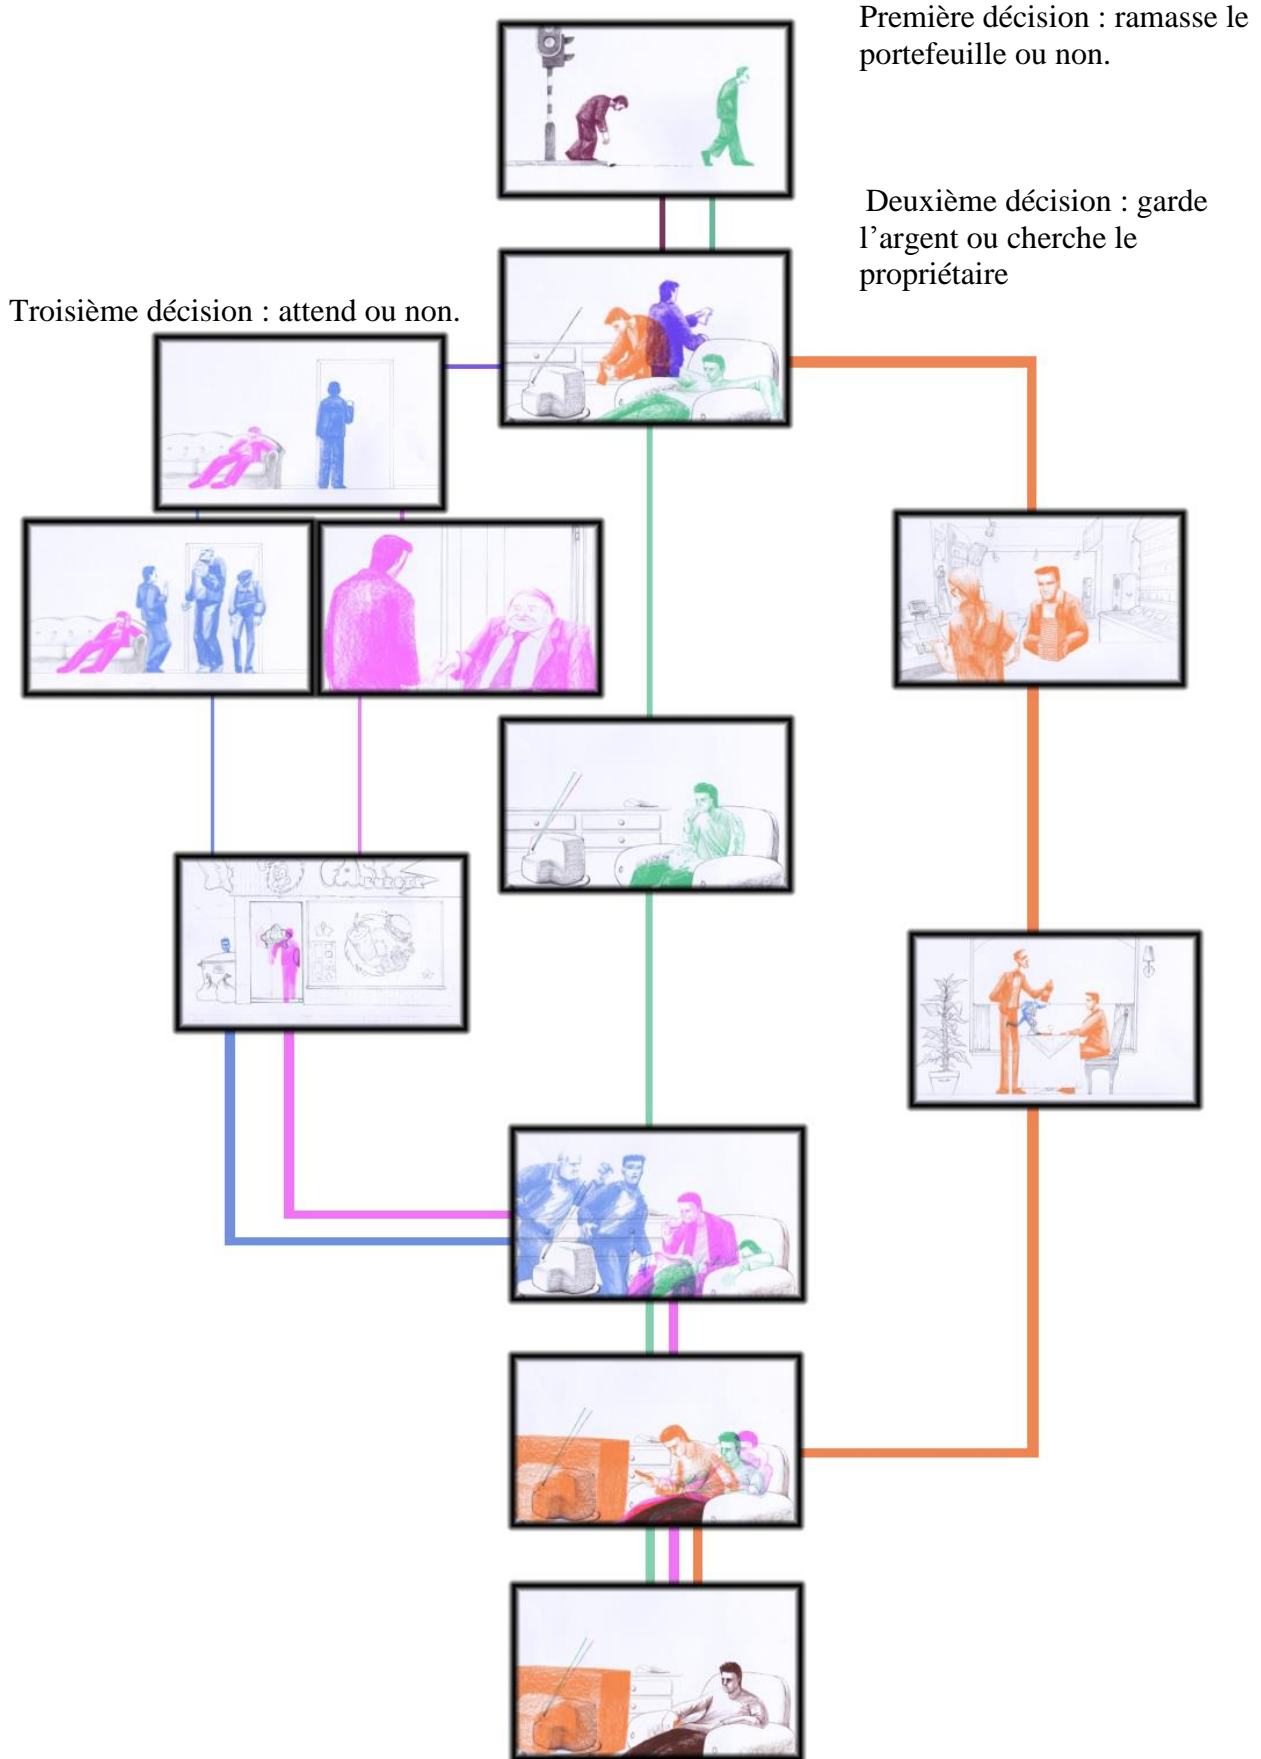 Première décision : ramasse le
portefeuille ou non.
Deuxième décision : garde
l’argent ou cherche le
propriétaire
Troisième décision : attend ou non.